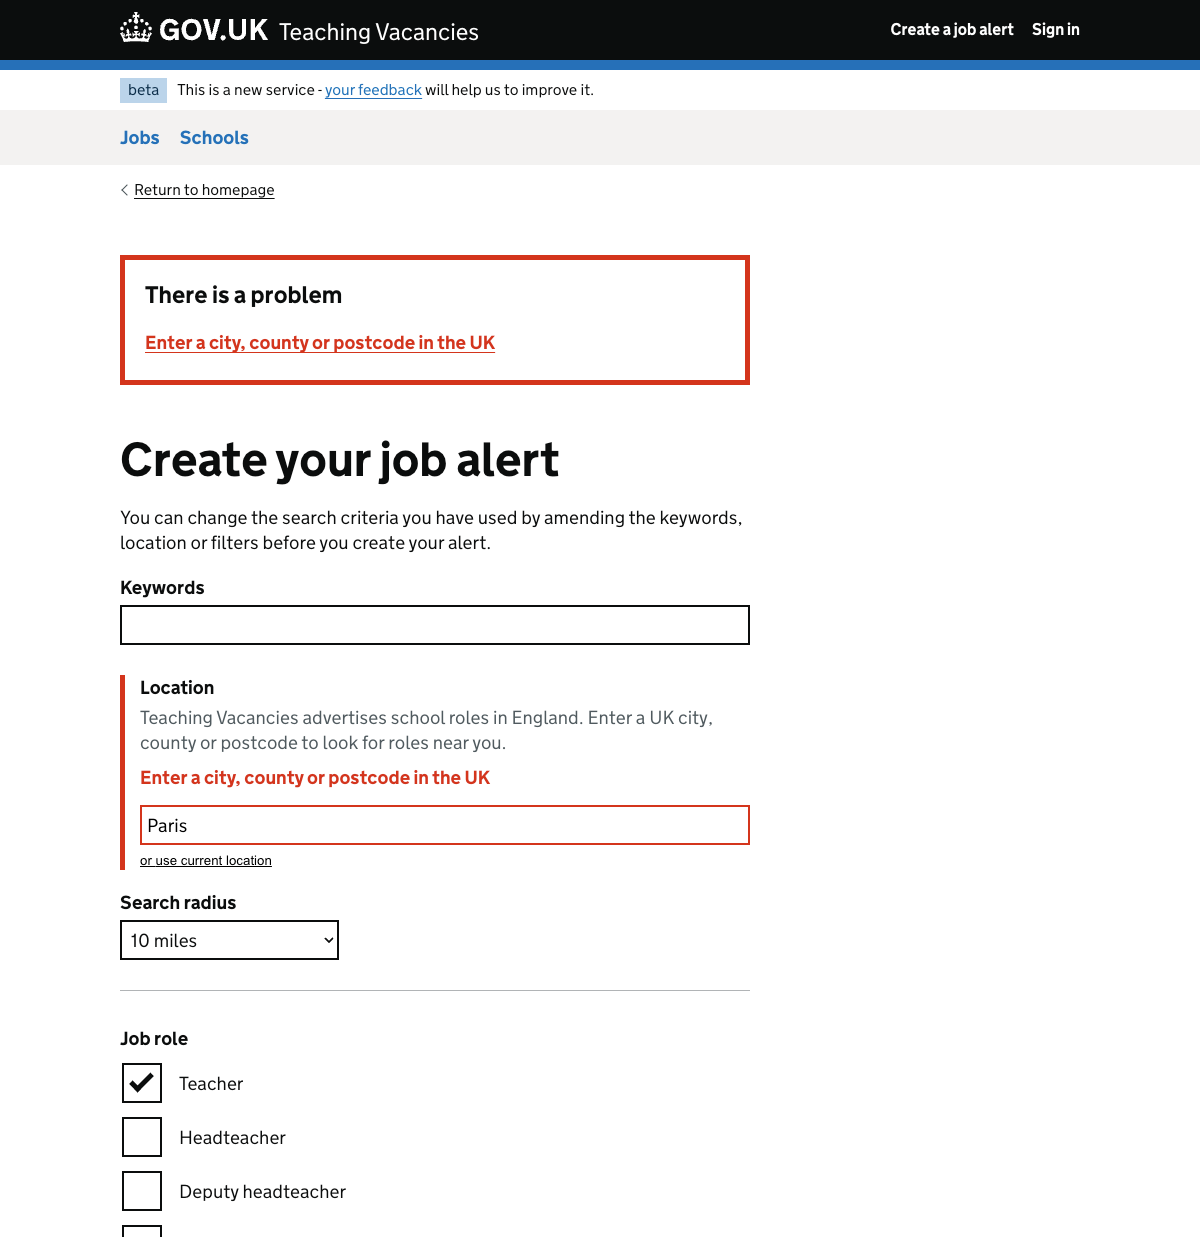 GOV.UK Teaching Vacancies
Create a job alert Sign in
beta This is a new service - your feedback will help us to improve it.
Jobs Schools
Return to homepage
There is a problem
Enter a city, county or postcode in the UK
Create your job alert
You can change the search criteria you have used by amending the keywords,
location or filters before you create your alert.
Keywords
Location
Teaching Vacancies advertises school roles in England. Enter a UK city,
county or postcode to look for roles near you.
Enter a city, county or postcode in the UK
Paris
or use current location
Search radius
10 miles
Job role
Teacher
Headteacher
Deputy headteacher